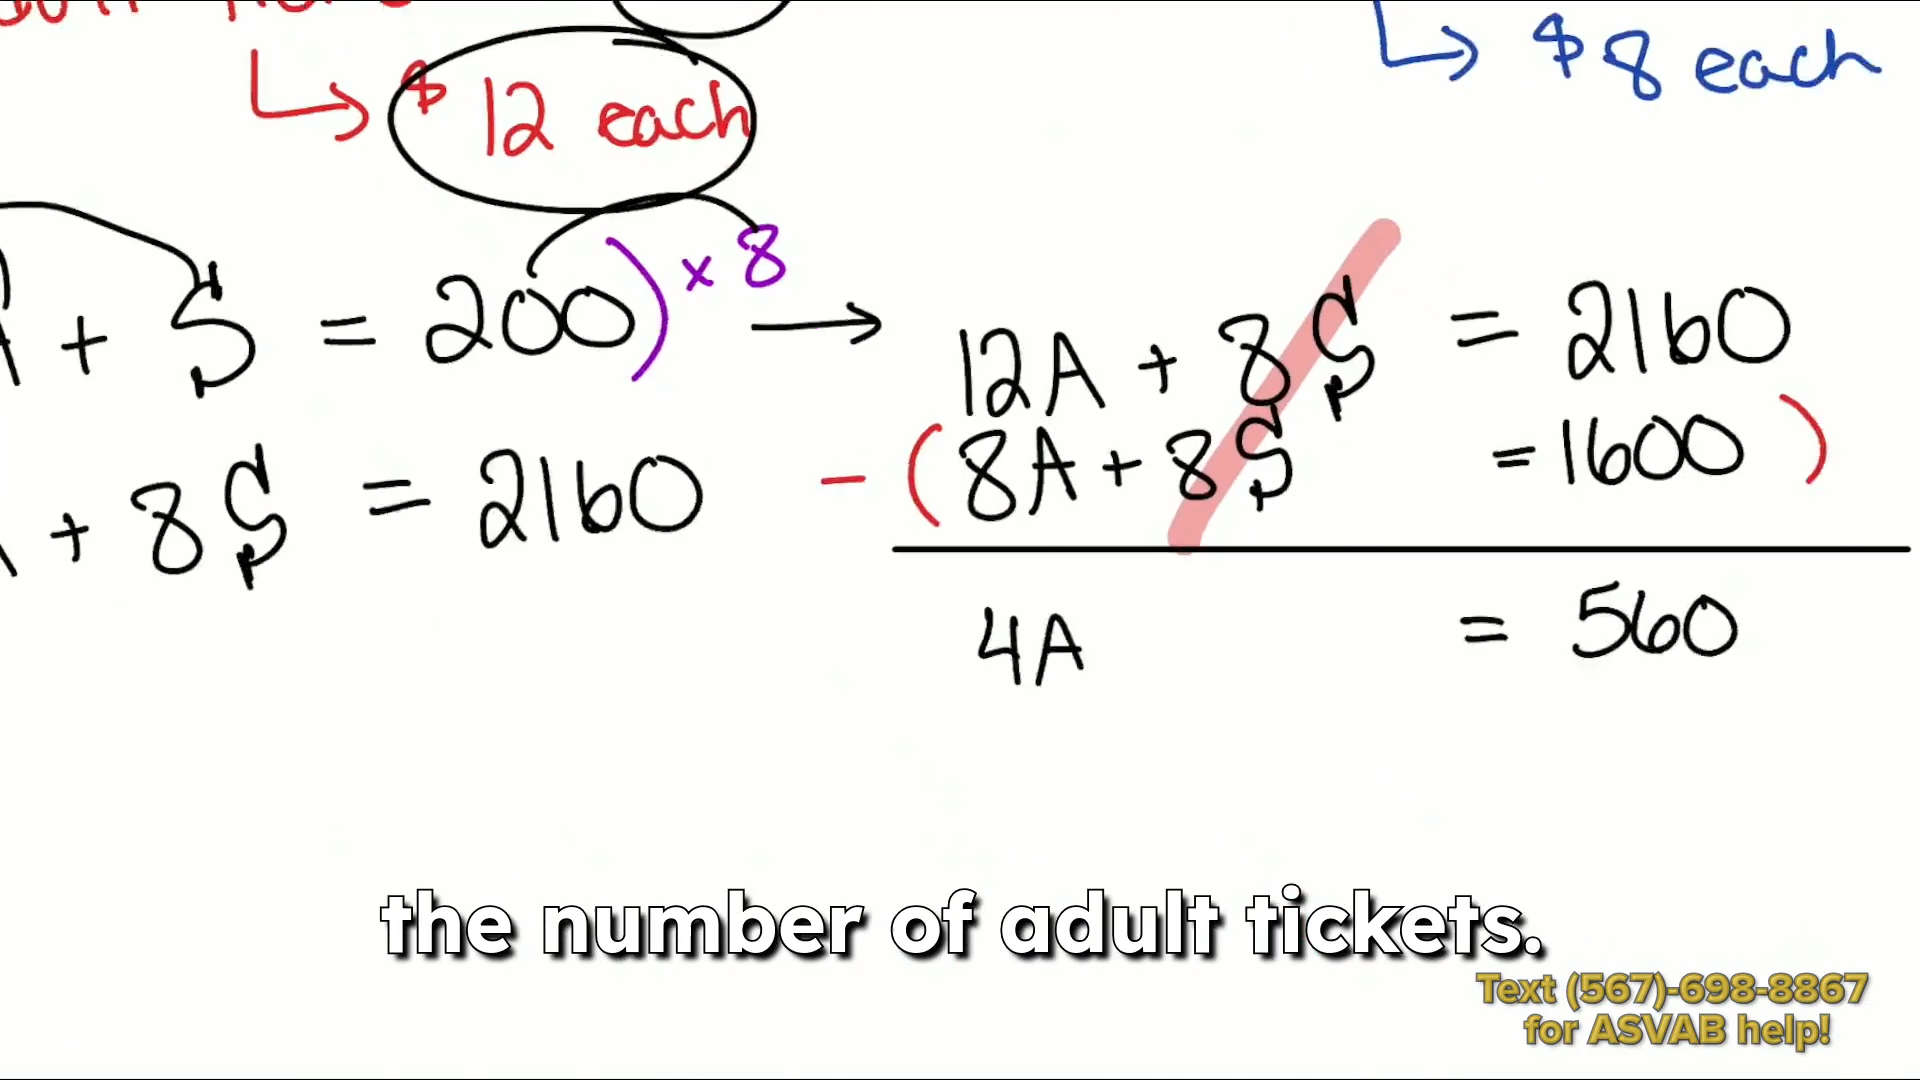 $12 each
$8 each
+ S = 200) x 8
12A + 8S = 2160
+ 8S = 2160
- (8A + 8S = 1600)
4A = 560
the number of adult tickets.
Text (567)-698-8867
for ASVAB help!